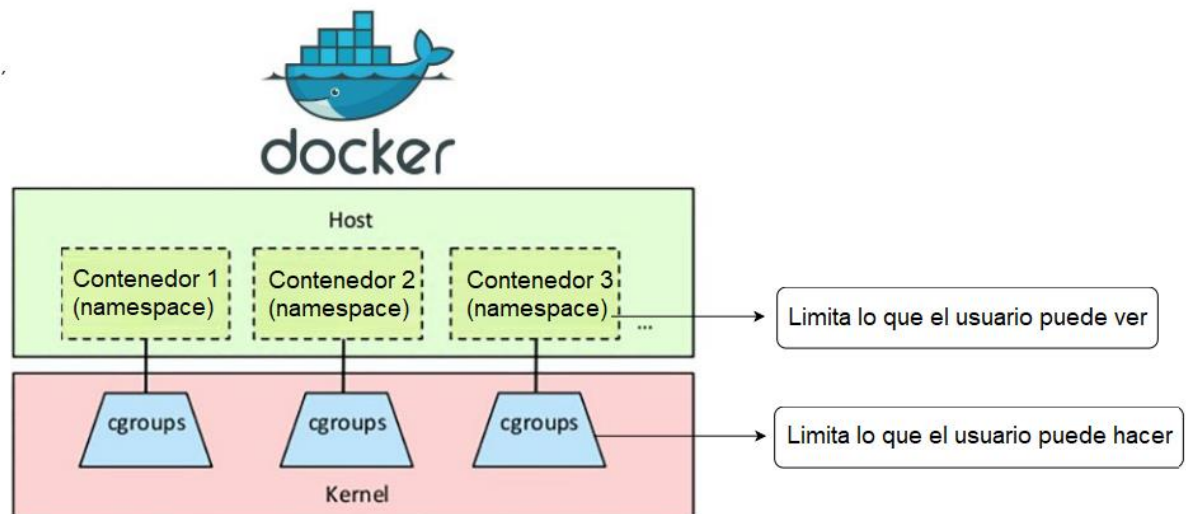 docker
Host
Contenedor 1
(namespace)
Contenedor 2
(namespace)
Contenedor 3
(namespace)
...
Limita lo que el usuario puede ver
cgroups
cgroups
cgroups
Limita lo que el usuario puede hacer
Kernel